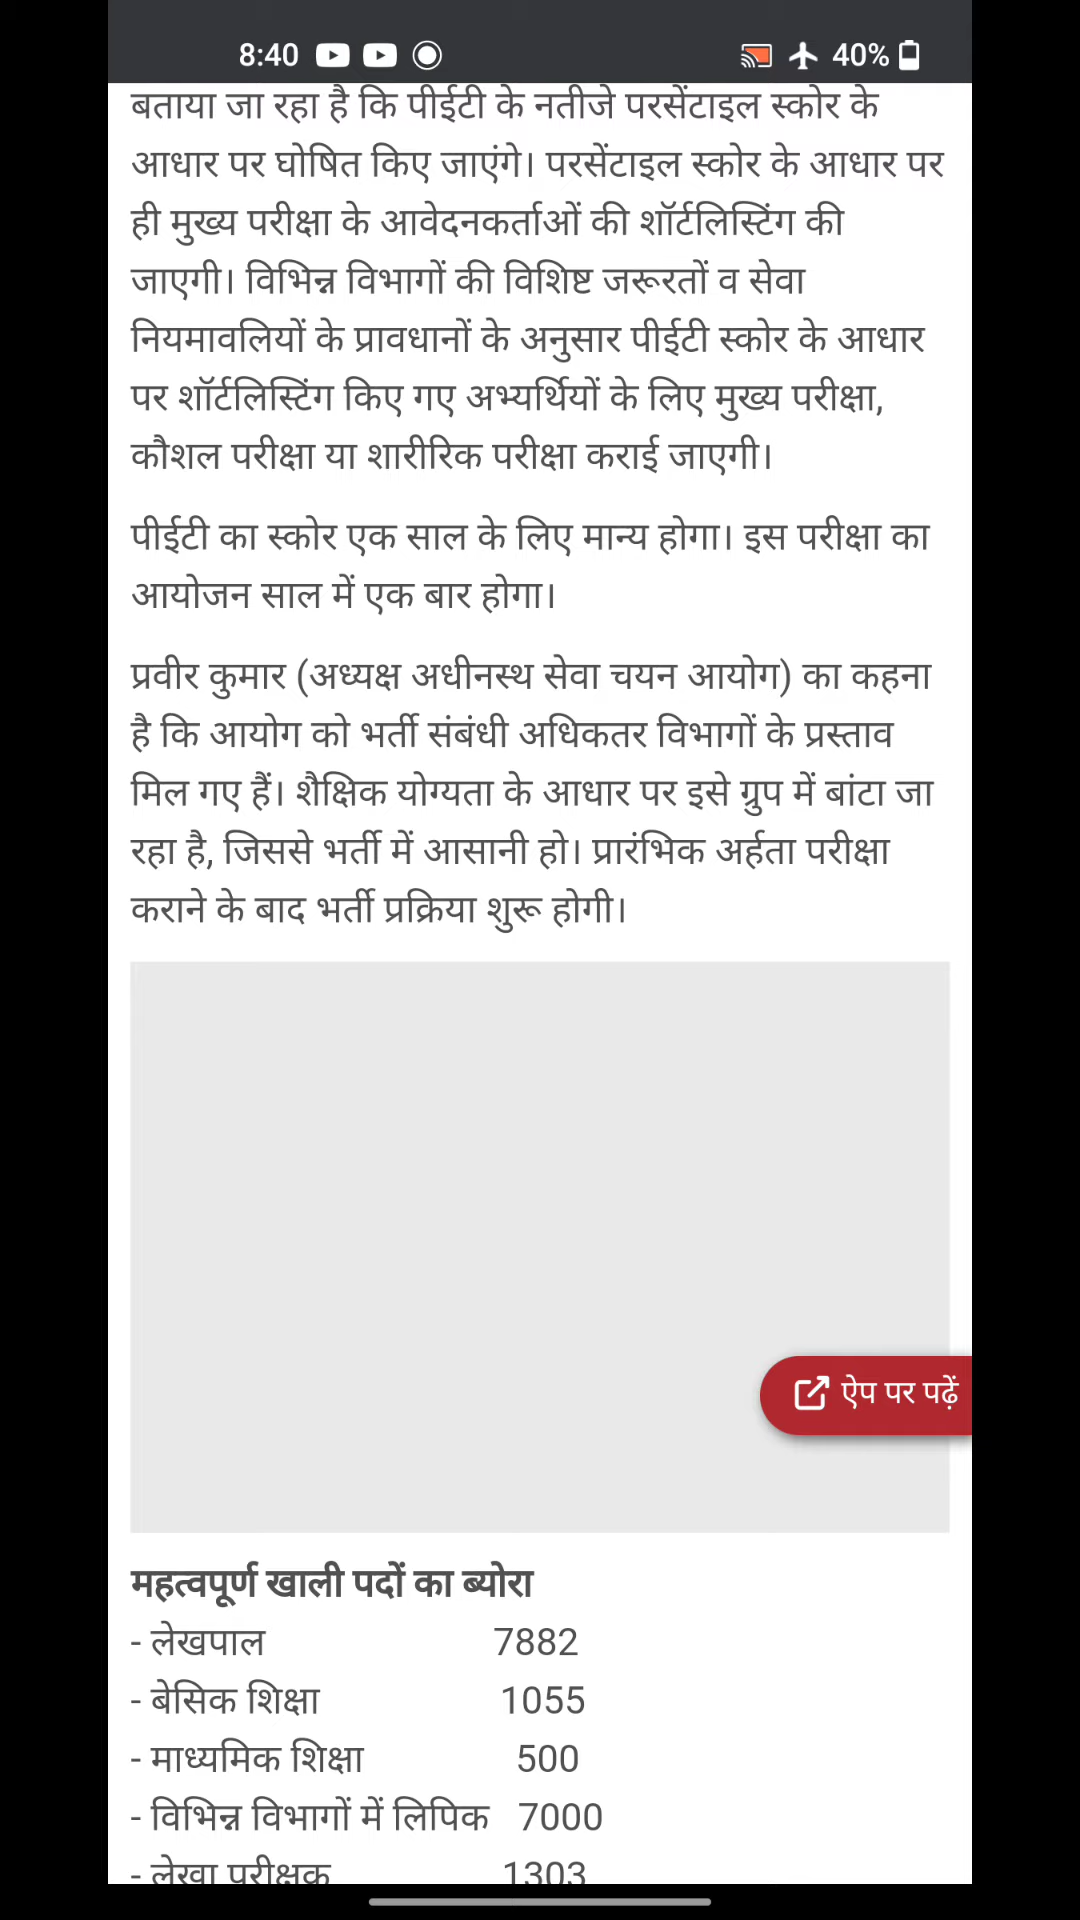 8:40
40%
बताया जा रहा है कि पीईटी के नतीजे परसेंटाइल स्कोर के
आधार पर घोषित किए जाएंगे। परसेंटाइल स्कोर के आधार पर
ही मुख्य परीक्षा के आवेदनकर्ताओं की शॉर्टलिस्टिंग की
जाएगी। विभिन्न विभागों की विशिष्ट जरूरतों व सेवा
नियमावलियों के प्रावधानों के अनुसार पीईटी स्कोर के आधार
पर शॉर्टलिस्टिंग किए गए अभ्यर्थियों के लिए मुख्य परीक्षा,
कौशल परीक्षा या शारीरिक परीक्षा कराई जाएगी।
पीईटी का स्कोर एक साल के लिए मान्य होगा। इस परीक्षा का
आयोजन साल में एक बार होगा।
प्रवीर कुमार (अध्यक्ष अधीनस्थ सेवा चयन आयोग) का कहना
है कि आयोग को भर्ती संबंधी अधिकतर विभागों के प्रस्ताव
मिल गए हैं। शैक्षिक योग्यता के आधार पर इसे ग्रुप में बांटा जा
रहा है, जिससे भर्ती में आसानी हो। प्रारंभिक अर्हता परीक्षा
कराने के बाद भर्ती प्रक्रिया शुरू होगी।
ऐप पर पढ़ें
महत्वपूर्ण खाली पदों का ब्योरा
- लेखपाल 7882
- बेसिक शिक्षा 1055
- माध्यमिक शिक्षा 500
- विभिन्न विभागों में लिपिक 7000
- लेखा परीक्षक 1303